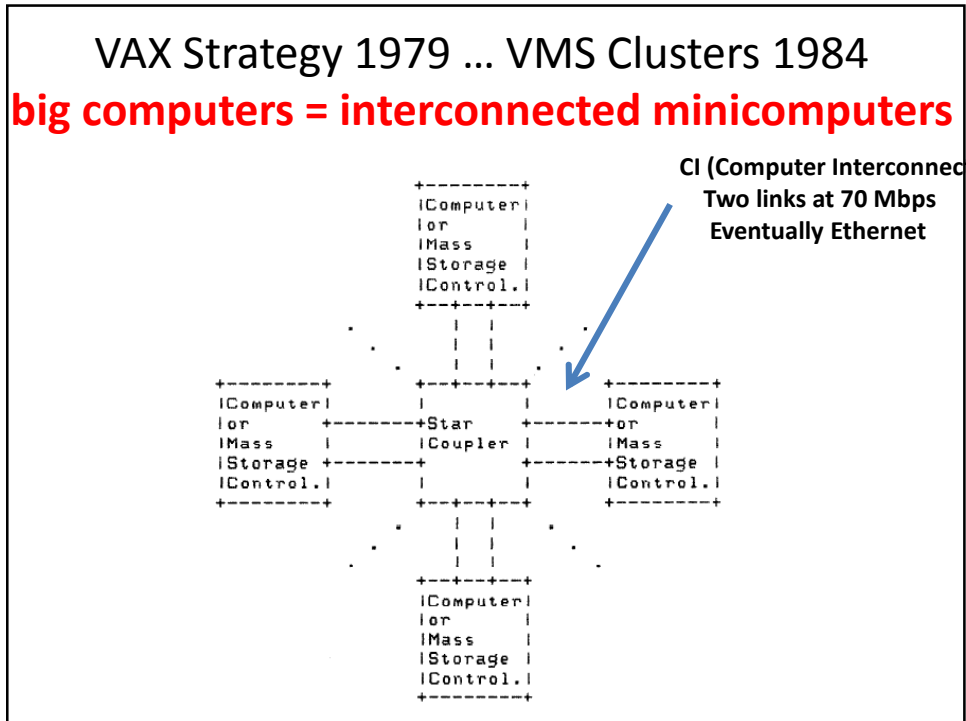 VAX Strategy 1979 ... VMS Clusters 1984
big computers = interconnected minicomputers
CI (Computer Interconnec
Two links at 70 Mbps
Eventually Ethernet
Computer
or
Mass
Storage
Control.
Computer
or
Mass
Storage
Control.
Star
Coupler
Computer
or
Mass
Storage
Control.
Computer
or
Mass
Storage
Control.